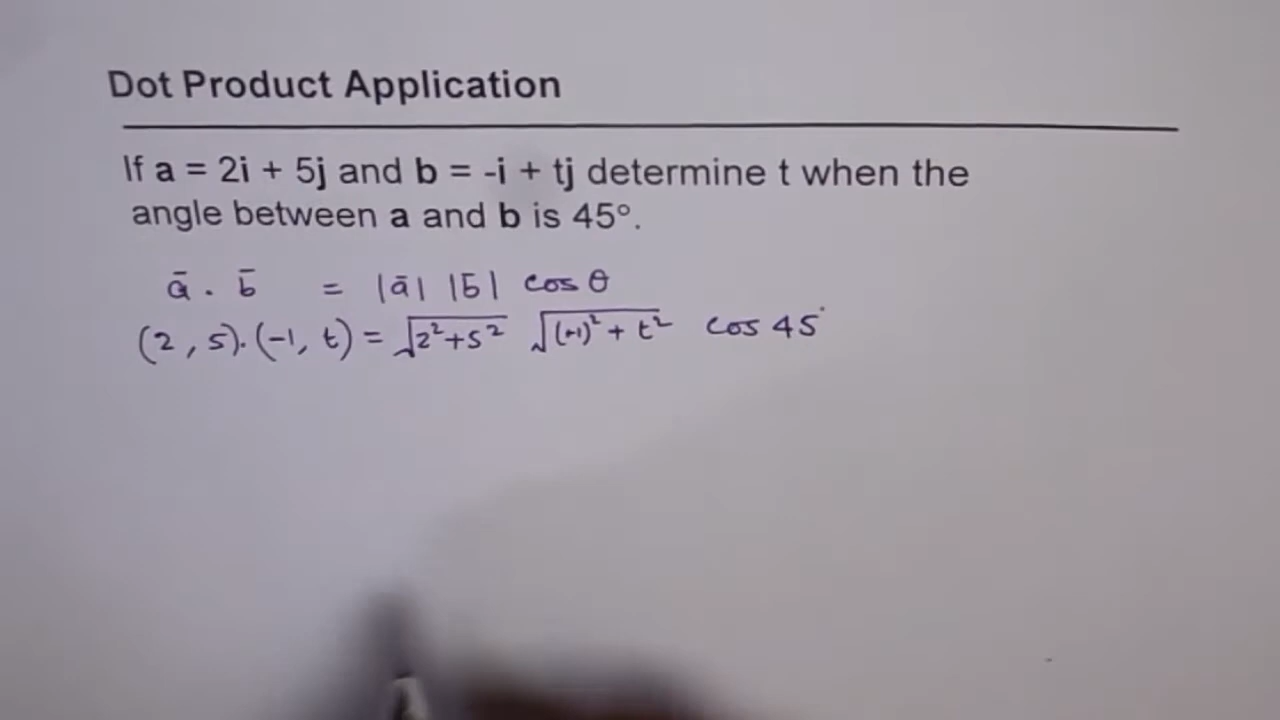 Dot Product Application
If a = 2i + 5j and b = -i + tj determine t when the
angle between a and b is 45°.
ā . b̄ = |ā| |b̄| cos θ
(2, 5).(-1, t) = √2²+5² √(-1)²+t² cos 45°